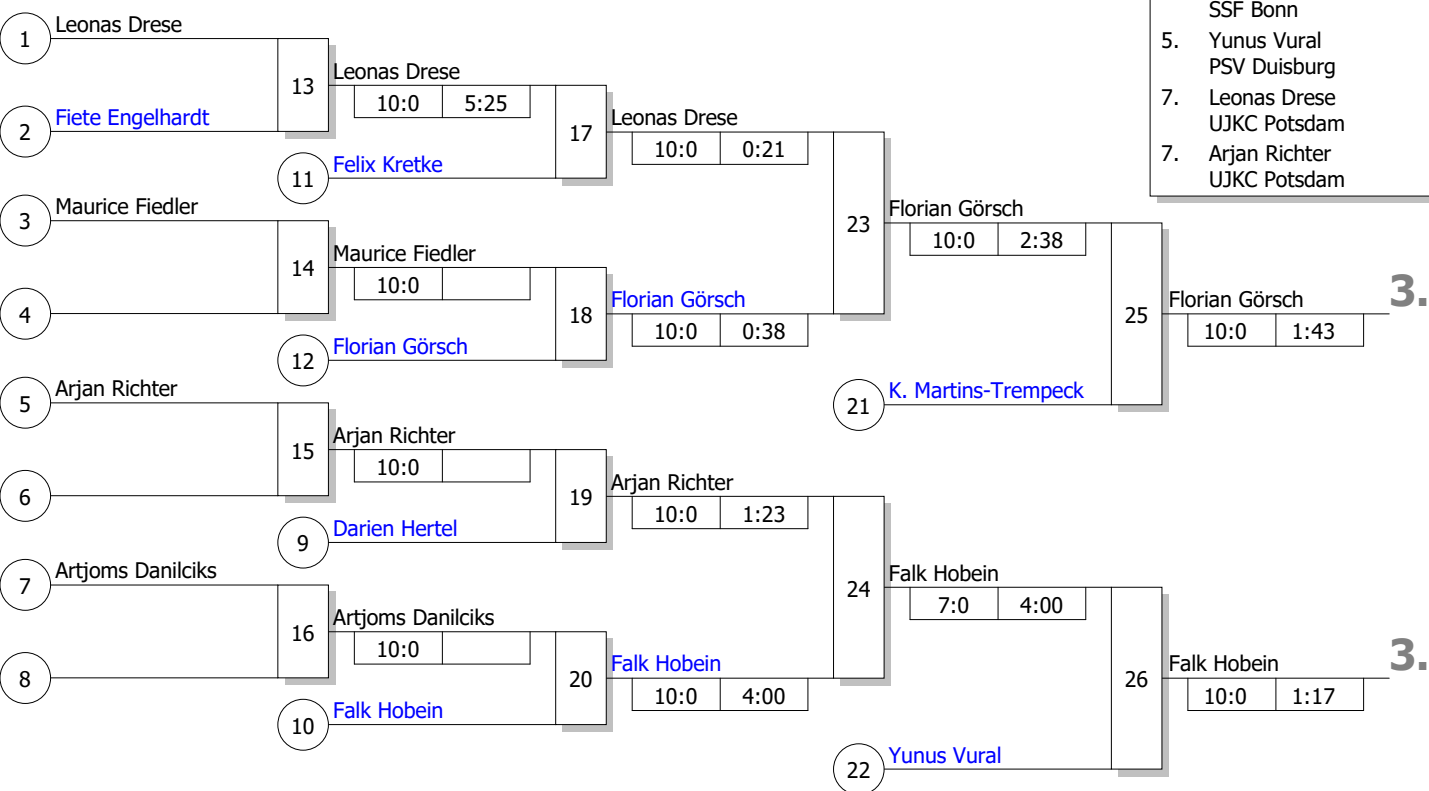 SSF Bonn
5. Yunus Vural
PSV Duisburg
7. Leonas Drese
UJKC Potsdam
7. Arjan Richter
UJKC Potsdam
1 Leonas Drese
13
Leonas Drese
10:0 5:25
2 Fiete Engelhardt
17
Leonas Drese
10:0 0:21
11 Felix Kretke
3 Maurice Fiedler
14
Maurice Fiedler
10:0
4
18
Florian Görsch
10:0 0:38
12 Florian Görsch
23
Florian Görsch
10:0 2:38
25
Florian Görsch 3.
10:0 1:43
21 K. Martins-Trempeck
5 Arjan Richter
15
Arjan Richter
10:0
6
19
Arjan Richter
10:0 1:23
9 Darien Hertel
7 Artjoms Danilciks
16
Artjoms Danilciks
10:0
8
20
Falk Hobein
10:0 4:00
10 Falk Hobein
24
Falk Hobein
7:0 4:00
26
Falk Hobein 3.
10:0 1:17
22 Yunus Vural